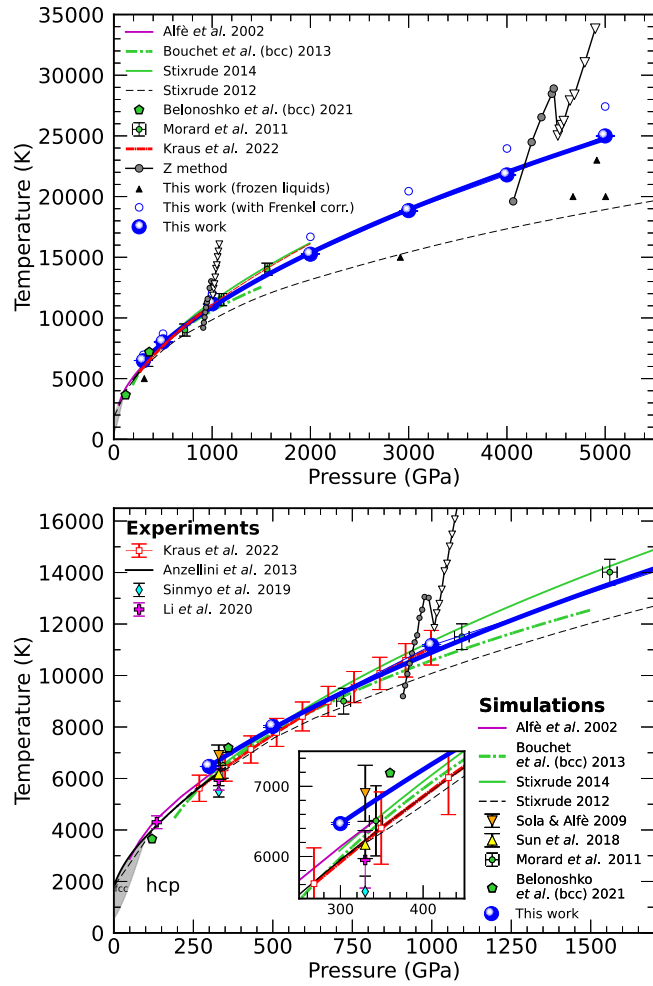 35000
30000
25000
20000
15000
10000
5000
0
Temperature (K)
Alfè et al. 2002
Bouchet et al. (bcc) 2013
Stixrude 2014
Stixrude 2012
Belonoshko et al. (bcc) 2021
Morard et al. 2011
Kraus et al. 2022
Z method
This work (frozen liquids)
This work (with Frenkel corr.)
This work
0 1000 2000 3000 4000 5000
Pressure (GPa)
16000
14000
12000
10000
8000
6000
4000
2000
0
Temperature (K)
Experiments
Kraus et al. 2022
Anzellini et al. 2013
Sinmyo et al. 2019
Li et al. 2020
fcc
hcp
7000
6000
300 400
Simulations
Alfè et al. 2002
Bouchet
et al. (bcc) 2013
Stixrude 2014
Stixrude 2012
Sola & Alfè 2009
Sun et al. 2018
Morard et al. 2011
Belonoshko
et al. (bcc) 2021
This work
0 250 500 750 1000 1250 1500
Pressure (GPa)